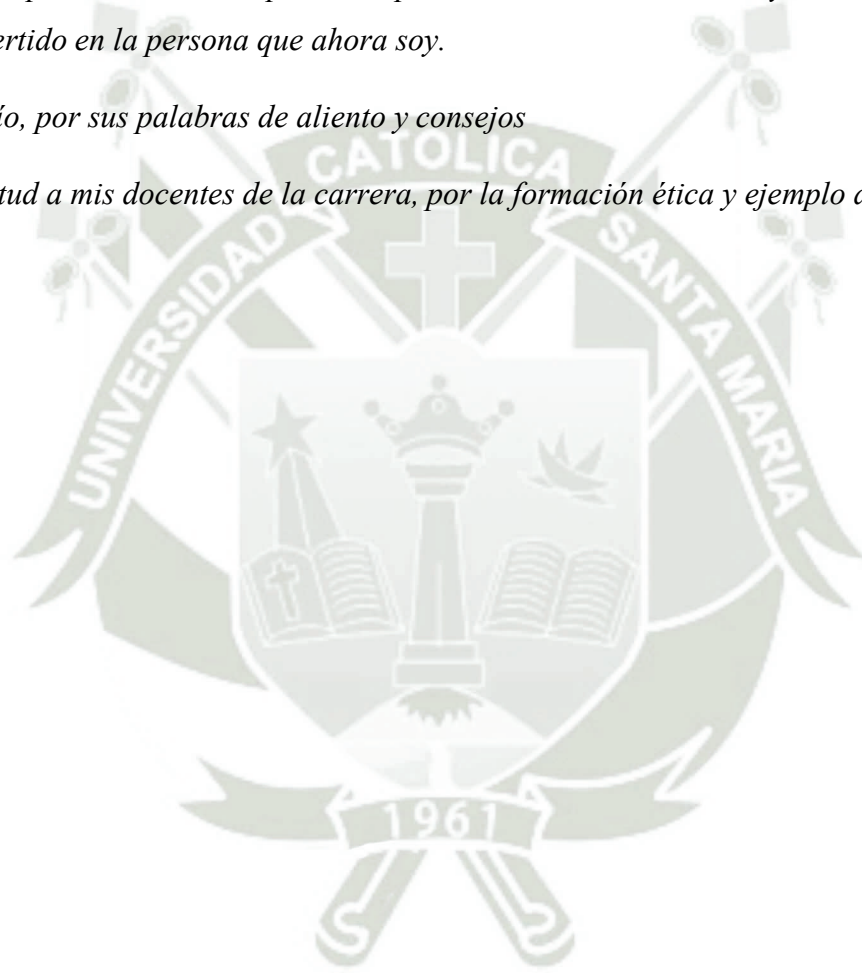 ertido en la persona que ahora soy.
ío, por sus palabras de aliento y consejos
tud a mis docentes de la carrera, por la formación ética y ejemplo
UNIVERSIDAD CATOLICA SANTA MARIA
1961